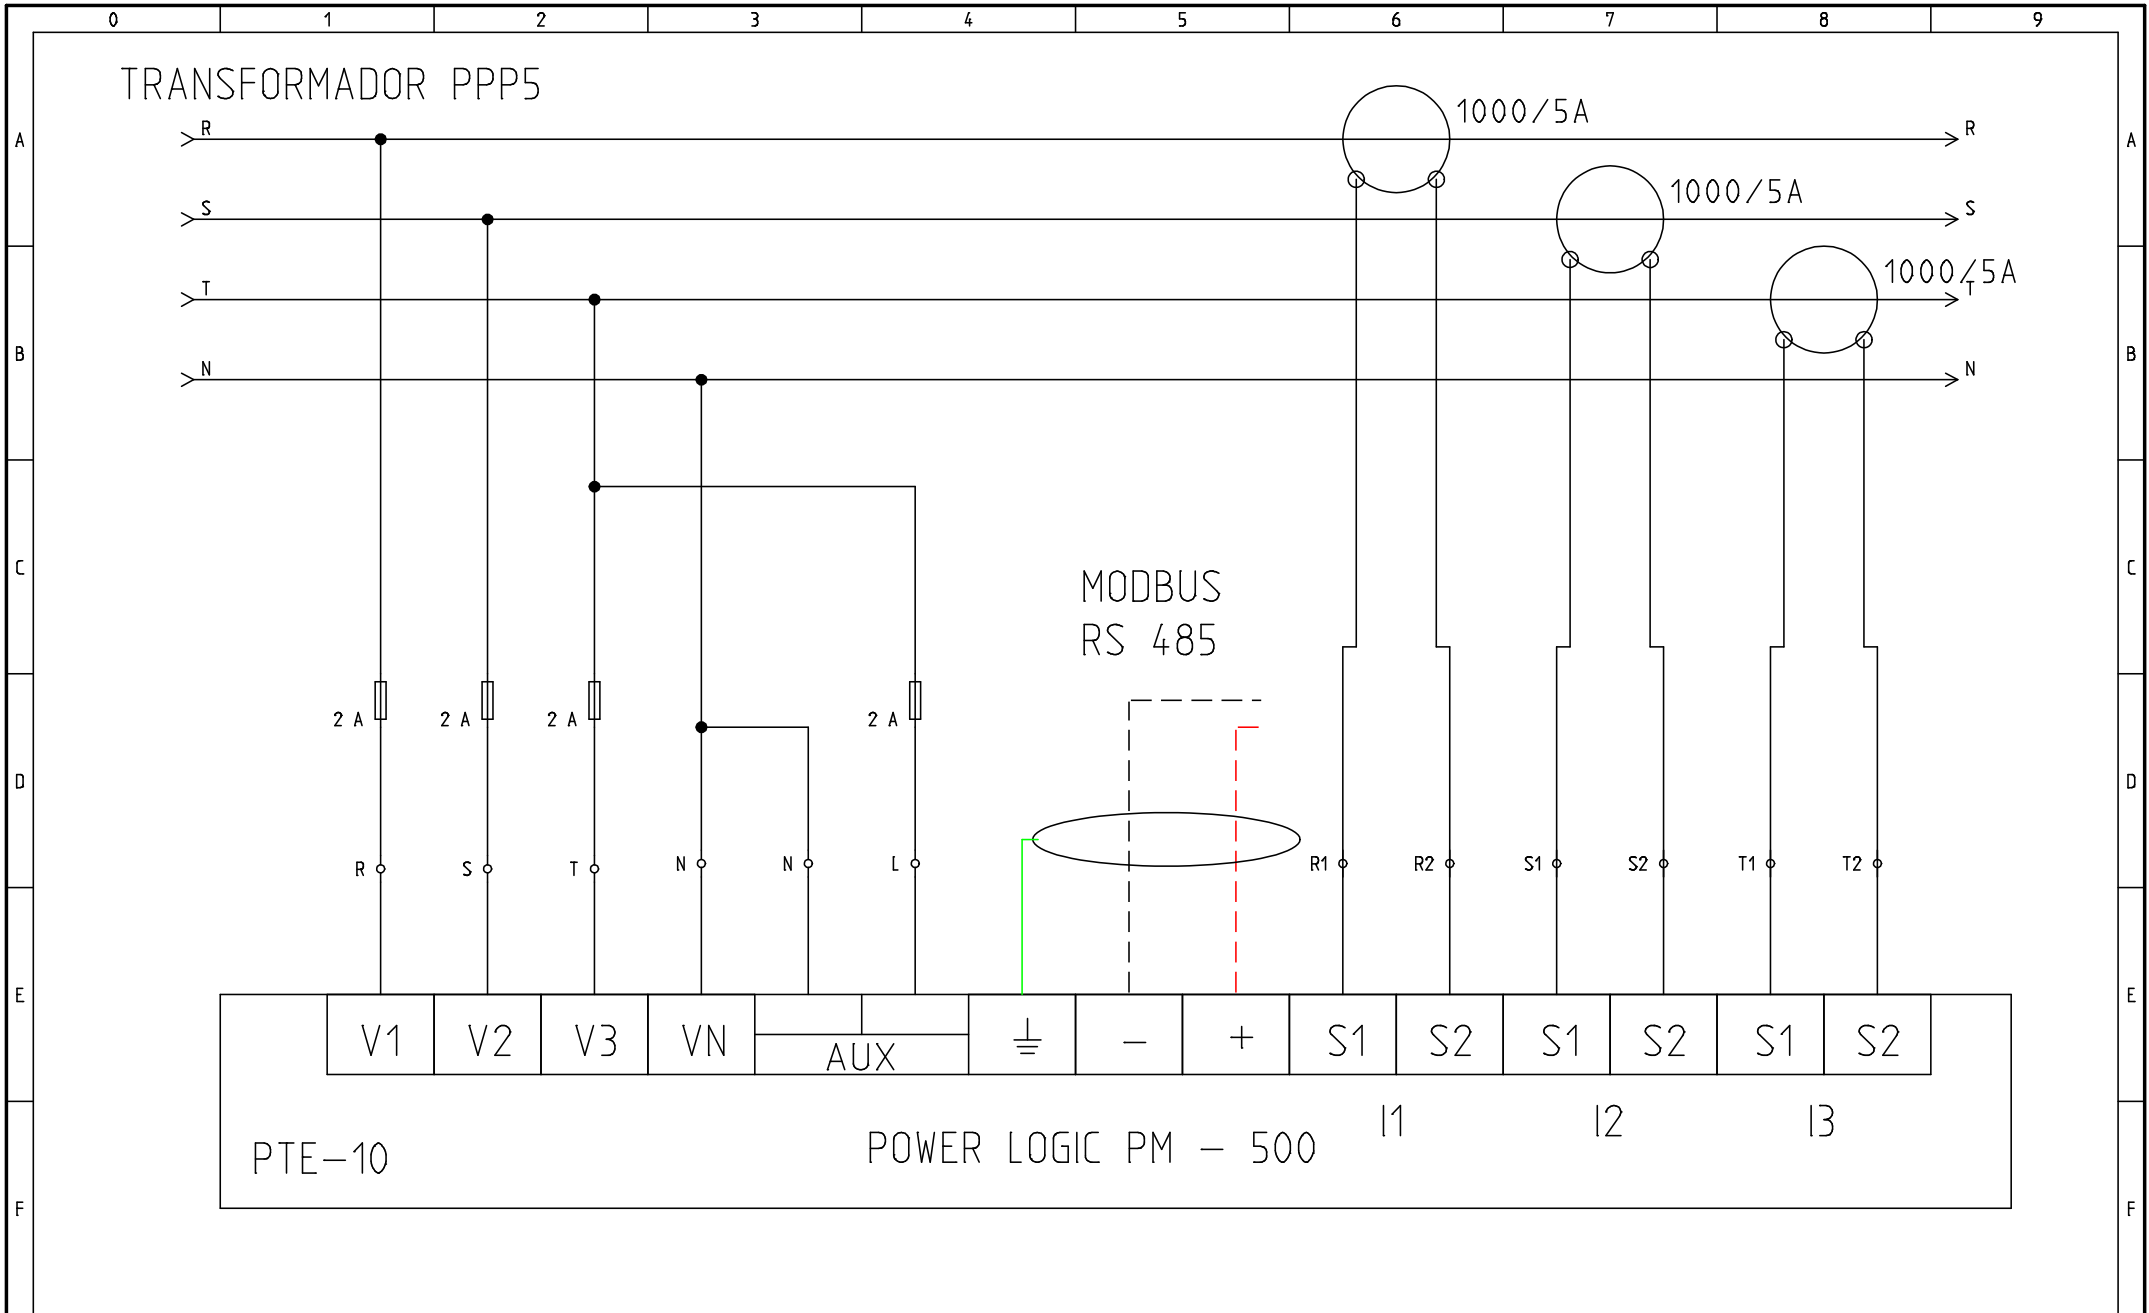 0 1 2 3 4 5 6 7 8 9
TRANSFORMADOR PPP5
1000/5A
A R R A
1000/5A
S S
1000/5A
T T
B N N B
MODBUS
C C
RS 485
2 A 2 A 2 A 2 A
D D
R S T N N L R1 R2 S1 S2 T1 T2
E E
V1 V2 V3 VN AUX - + S1 S2 S1 S2 S1 S2
I1 I2 I3
PTE-10 POWER LOGIC PM - 500
F F